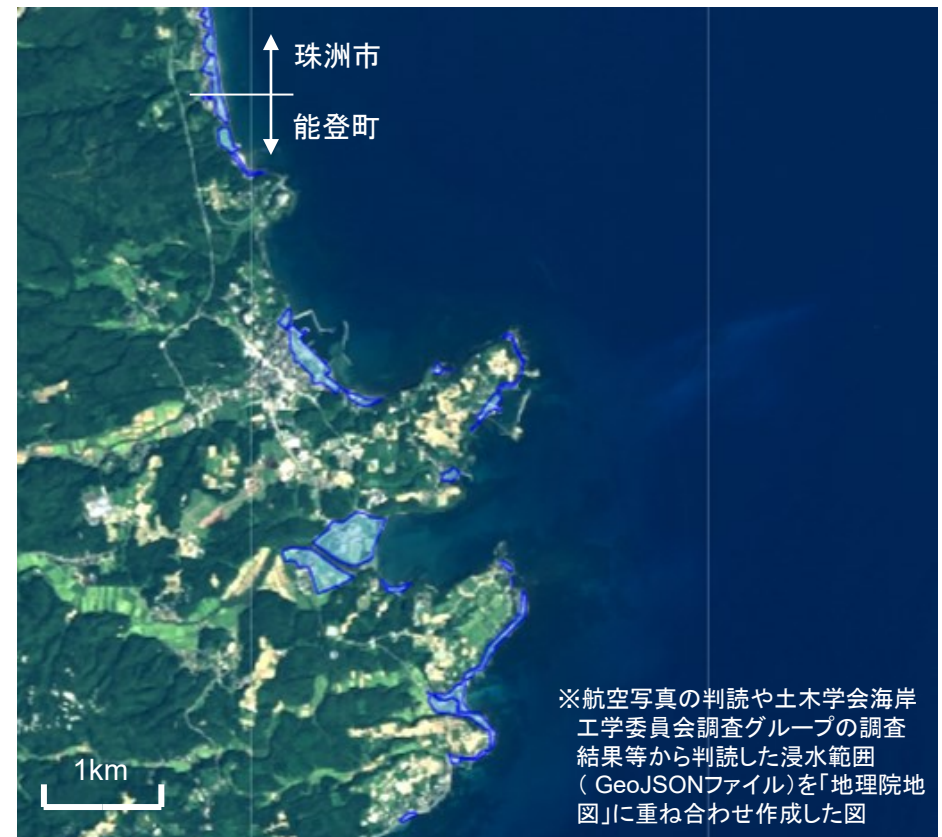 珠洲市
能登町
※航空写真の判読や土木学会海岸
工学委員会調査グループの調査
結果等から判読した浸水範囲
( GeoJSONファイル)を「地理院地
図」に重ね合わせ作成した図
1km